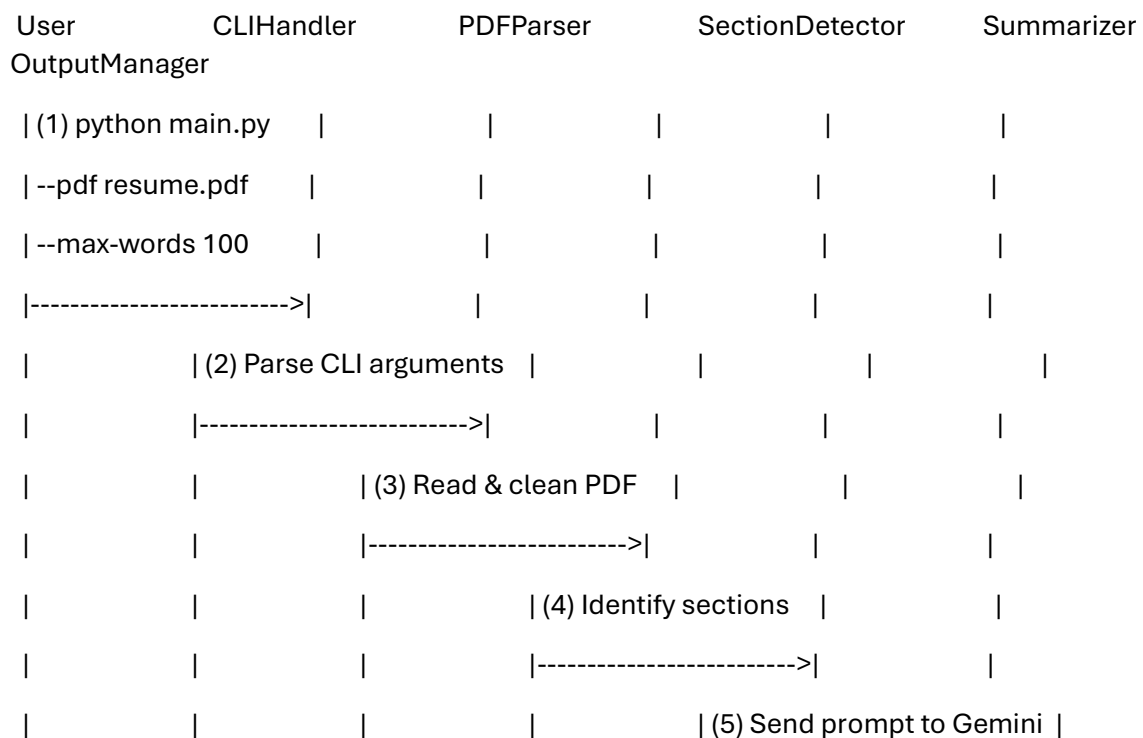 User CLIHandler PDFParser SectionDetector Summarizer
OutputManager
| (1) python main.py | | | | |
| --pdf resume.pdf | | | | |
| --max-words 100 | | | | |
|-------------------------->| | | | |
| | (2) Parse CLI arguments | | | |
| |--------------------------->| | | |
| | | (3) Read & clean PDF | | |
| | |-------------------------->| | |
| | | | (4) Identify sections | |
| | | |-------------------------->| |
| | | | | (5) Send prompt to Gemini |